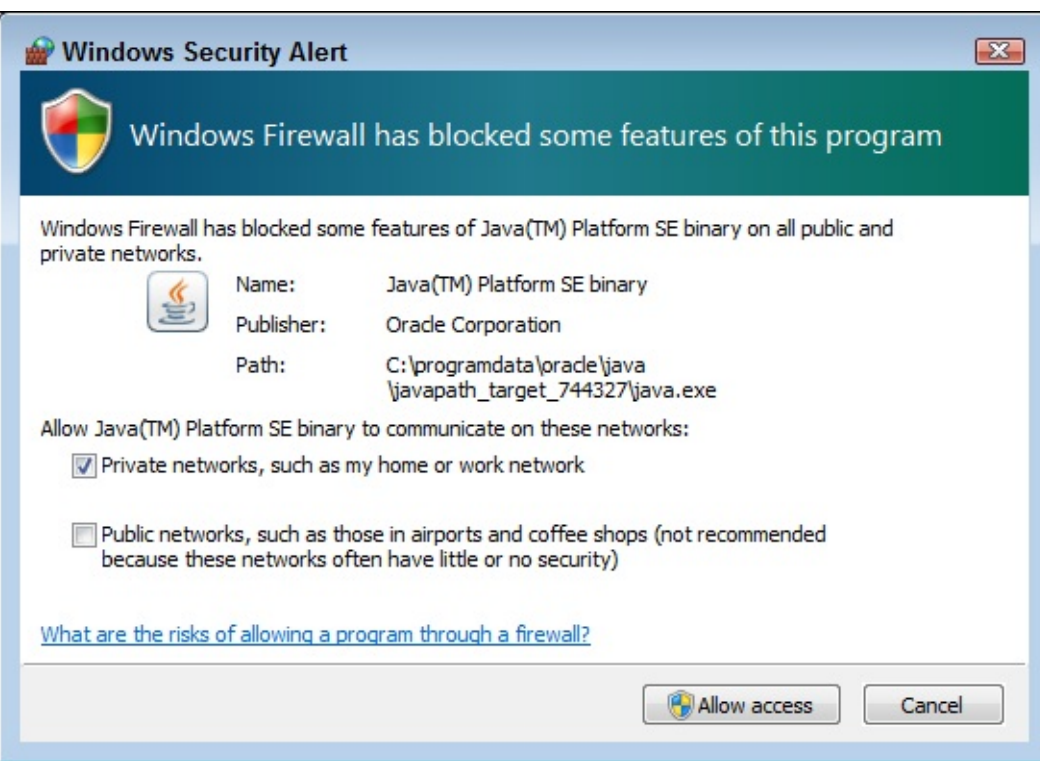 Windows Security Alert
Windows Firewall has blocked some features of this program
Windows Firewall has blocked some features of Java(TM) Platform SE binary on all public and
private networks.
Name: Java(TM) Platform SE binary
Publisher: Oracle Corporation
Path: C:\programdata\oracle\java
\javapath_target_744327\java.exe
Allow Java(TM) Platform SE binary to communicate on these networks:
Private networks, such as my home or work network
Public networks, such as those in airports and coffee shops (not recommended
because these networks often have little or no security)
What are the risks of allowing a program through a firewall?
Allow access Cancel